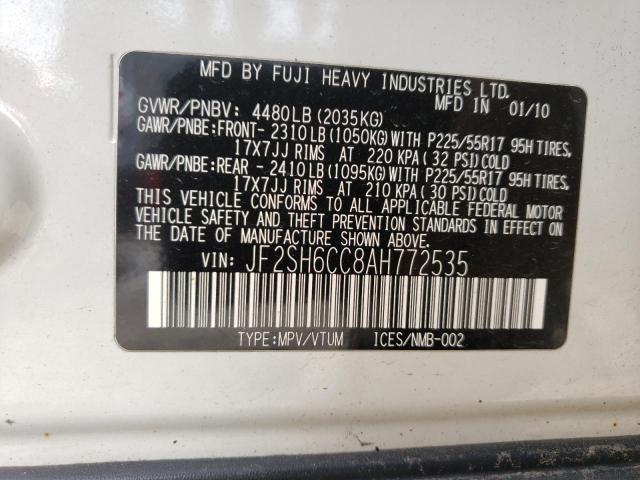 MFD BY FUJI HEAVY INDUSTRIES LTD.
GVWR/PNBV: 4480LB (2035KG) MFD IN 01/10
GAWR/PNBE:FRONT- 2310LB (1050KG) WITH P225/55R17 95H TIRES,
17X7JJ RIMS AT 220 KPA (32 PSI) COLD
GAWR/PNBE:REAR - 2410LB (1095KG) WITH P225/55R17 95H TIRES,
17X7JJ RIMS AT 210 KPA (30 PSI) COLD
THIS VEHICLE CONFORMS TO ALL APPLICABLE FEDERAL MOTOR
VEHICLE SAFETY AND THEFT PREVENTION STANDARDS IN EFFECT ON
THE DATE OF MANUFACTURE SHOWN ABOVE.
VIN: JF2SH6CC8AH772535
TYPE:MPV/VTUM ICES/NMB-002